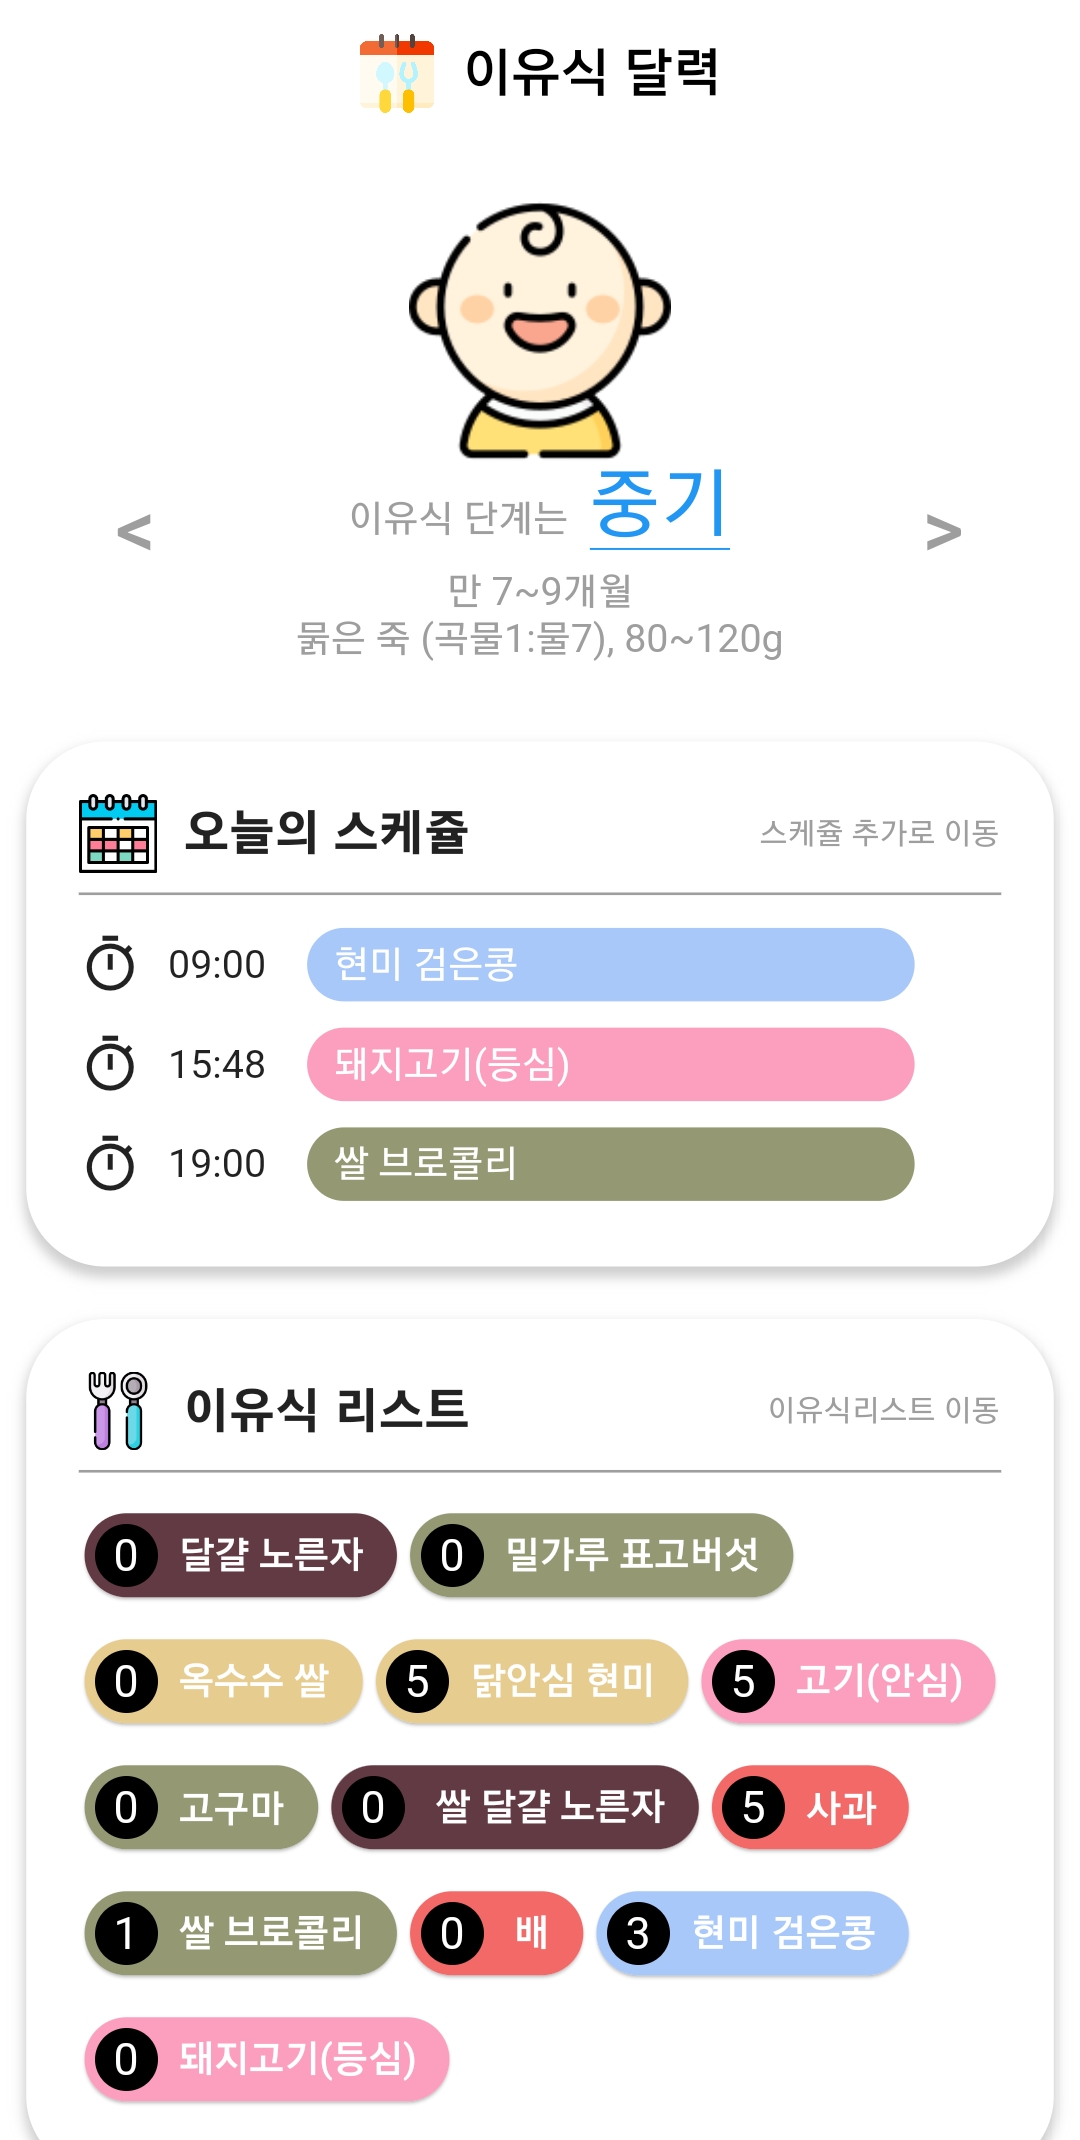 이유식 달력
이유식 단계는 중기
< >
만 7~9개월
묽은 죽 (곡물1:물7), 80~120g
오늘의 스케쥴 스케쥴 추가로 이동
09:00 현미 검은콩
15:48 돼지고기(등심)
19:00 쌀 브로콜리
이유식 리스트 이유식리스트 이동
0 달걀 노른자 0 밀가루 표고버섯
0 옥수수 쌀 5 닭안심 현미 5 고기(안심)
0 고구마 0 쌀 달걀 노른자 5 사과
1 쌀 브로콜리 0 배 3 현미 검은콩
0 돼지고기(등심)